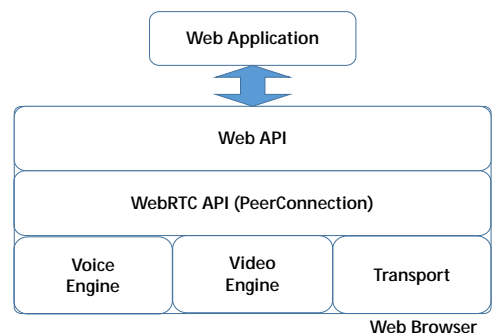 Web Application
Web API
WebRTC API (PeerConnection)
Voice
Engine
Video
Engine
Transport
Web Browser